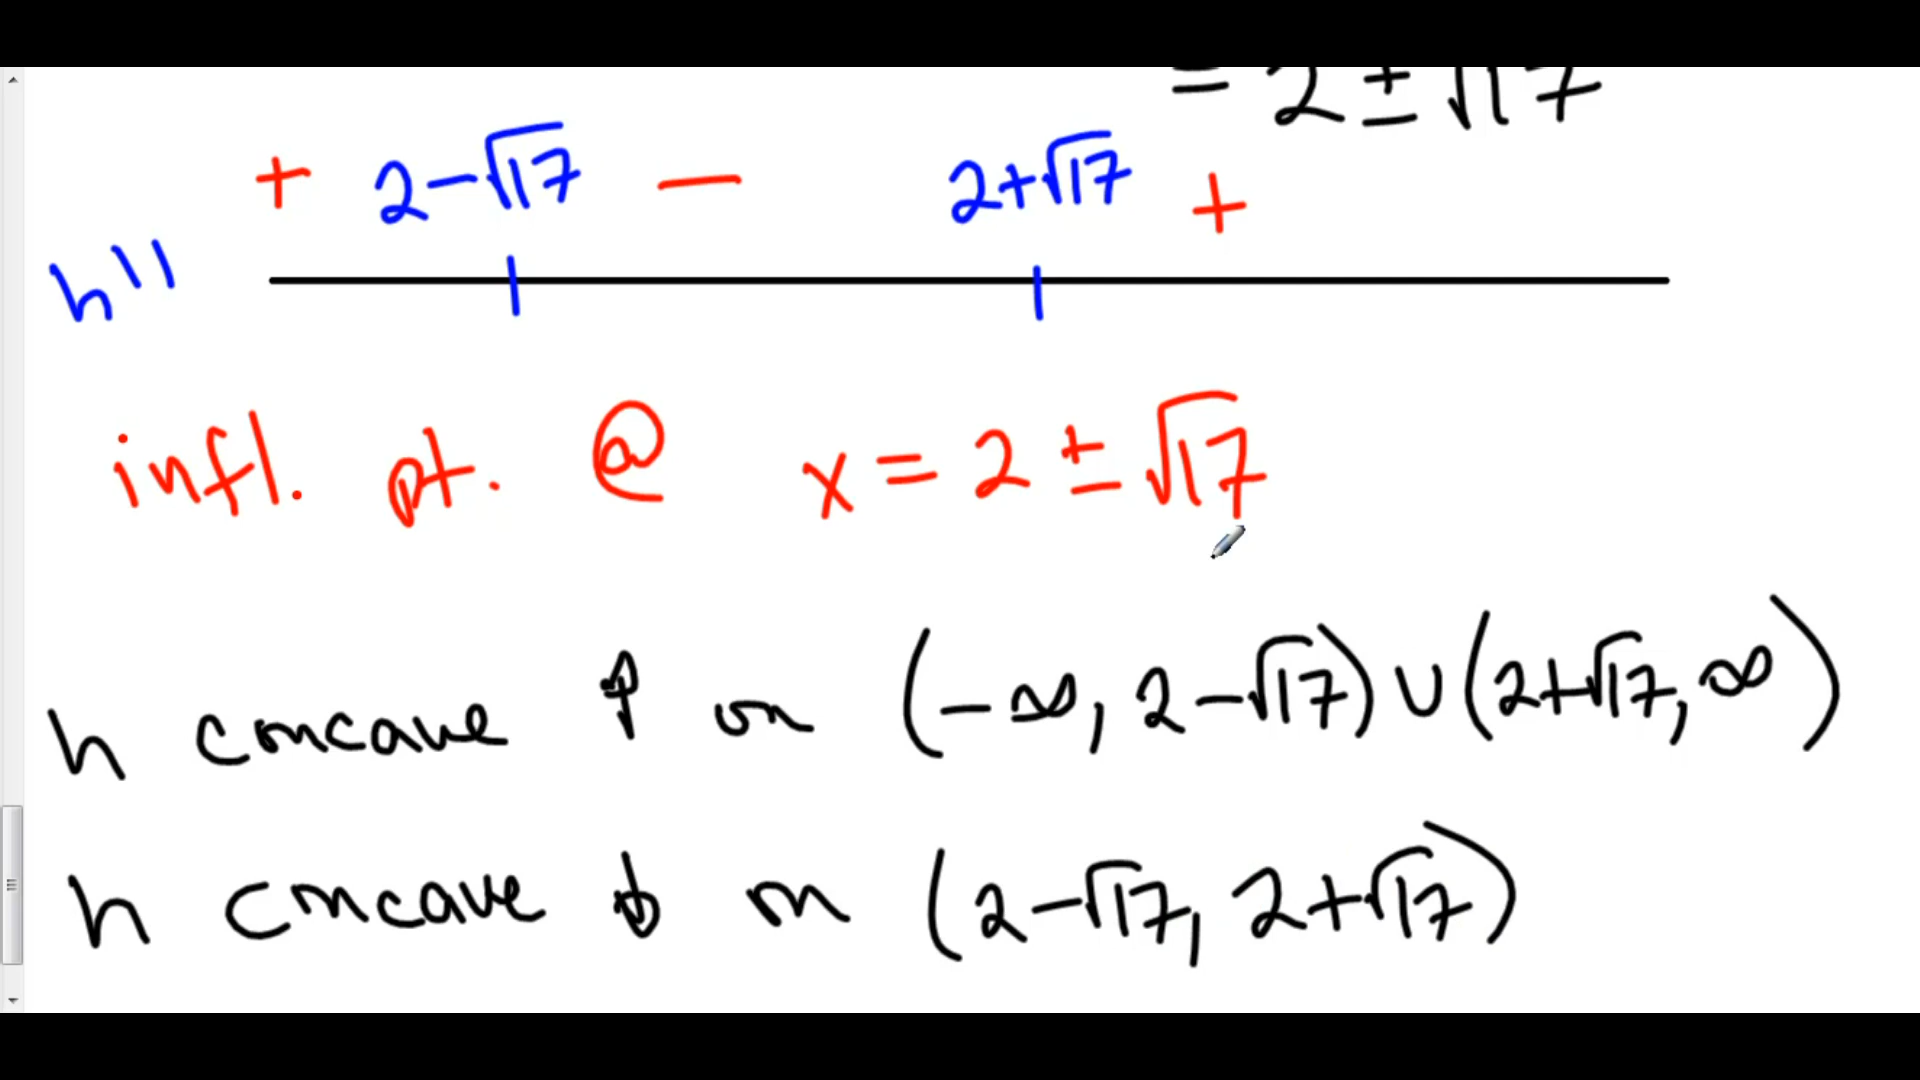 = 2 ± √17
+ 2-√17 − 2+√17 +
h''
infl. pt. @ x = 2 ± √17
h concave ↑ on (-∞, 2-√17) ∪ (2+√17, ∞)
h concave ↓ on (2-√17, 2+√17)